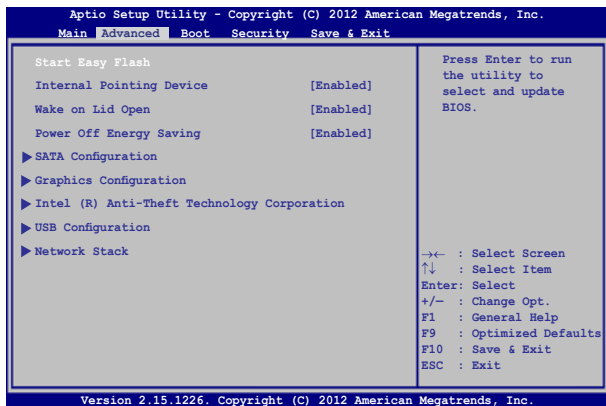 Aptio Setup Utility - Copyright (C) 2012 American Megatrends, Inc.
Main Advanced Boot Security Save & Exit
Start Easy Flash
Internal Pointing Device [Enabled]
Wake on Lid Open [Enabled]
Power Off Energy Saving [Enabled]
SATA Configuration
Graphics Configuration
Intel (R) Anti-Theft Technology Corporation
USB Configuration
Network Stack
Press Enter to run
the utility to
select and update
BIOS.
→← : Select Screen
↑↓ : Select Item
Enter: Select
+/— : Change Opt.
F1 : General Help
F9 : Optimized Defaults
F10 : Save & Exit
ESC : Exit
Version 2.15.1226. Copyright (C) 2012 American Megatrends, Inc.